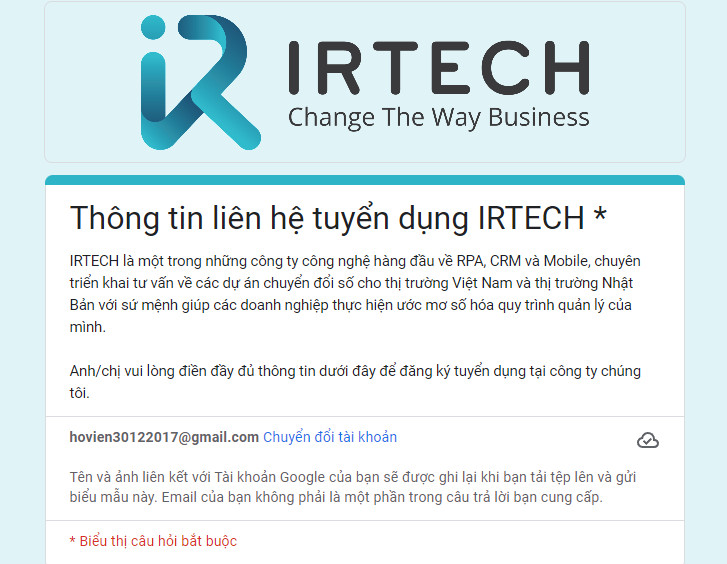 IRTECH
Change The Way Business
Thông tin liên hệ tuyển dụng IRTECH *
IRTECH là một trong những công ty công nghệ hàng đầu về RPA, CRM và Mobile, chuyên
triển khai tư vấn về các dự án chuyển đổi số cho thị trường Việt Nam và thị trường Nhật
Bản với sứ mệnh giúp các doanh nghiệp thực hiện ước mơ số hóa quy trình quản lý của
mình.
Anh/chị vui lòng điền đầy đủ thông tin dưới đây để đăng ký tuyển dụng tại công ty chúng
tôi.
hovien30122017@gmail.com Chuyển đổi tài khoản
Tên và ảnh liên kết với Tài khoản Google của bạn sẽ được ghi lại khi bạn tải tệp lên và gửi
biểu mẫu này. Email của bạn không phải là một phần trong câu trả lời bạn cung cấp.
* Biểu thị câu hỏi bắt buộc